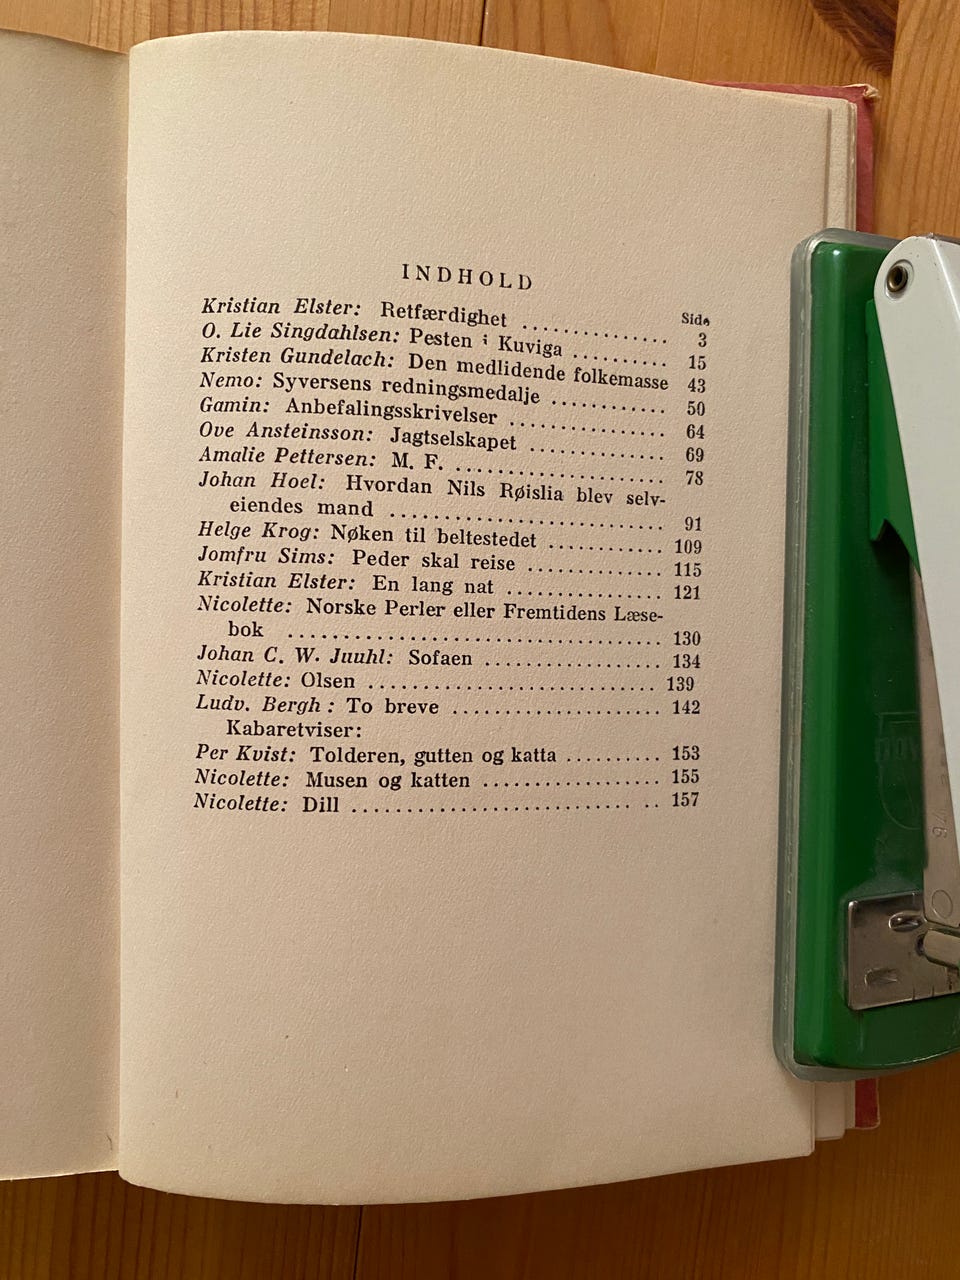 INDHOLD
Side
Kristian Elster: Retfærdighet .............. 3
O. Lie Singdahlsen: Pesten i Kuviga .......... 15
Kristen Gundelach: Den medlidende folkemasse 43
Nemo: Syversens redningsmedalje ............ 50
Gamin: Anbefalingsskrivelser ................. 64
Ove Ansteinsson: Jagtselskapet ............... 69
Amalie Pettersen: M. F. ....................... 78
Johan Hoel: Hvordan Nils Røislia blev selv-
eiendes mand .............................. 91
Helge Krog: Nøken til beltestedet ............ 109
Jomfru Sims: Peder skal reise ............... 115
Kristian Elster: En lang nat ................. 121
Nicolette: Norske Perler eller Fremtidens Læse-
bok ......................................... 130
Johan C. W. Juuhl: Sofaen .................... 134
Nicolette: Olsen ............................... 139
Ludv. Bergh: To breve ....................... 142
Kabaretviser:
Per Kvist: Tolderen, gutten og katta .......... 153
Nicolette: Musen og katten ................... 155
Nicolette: Dill ............................ .. 157